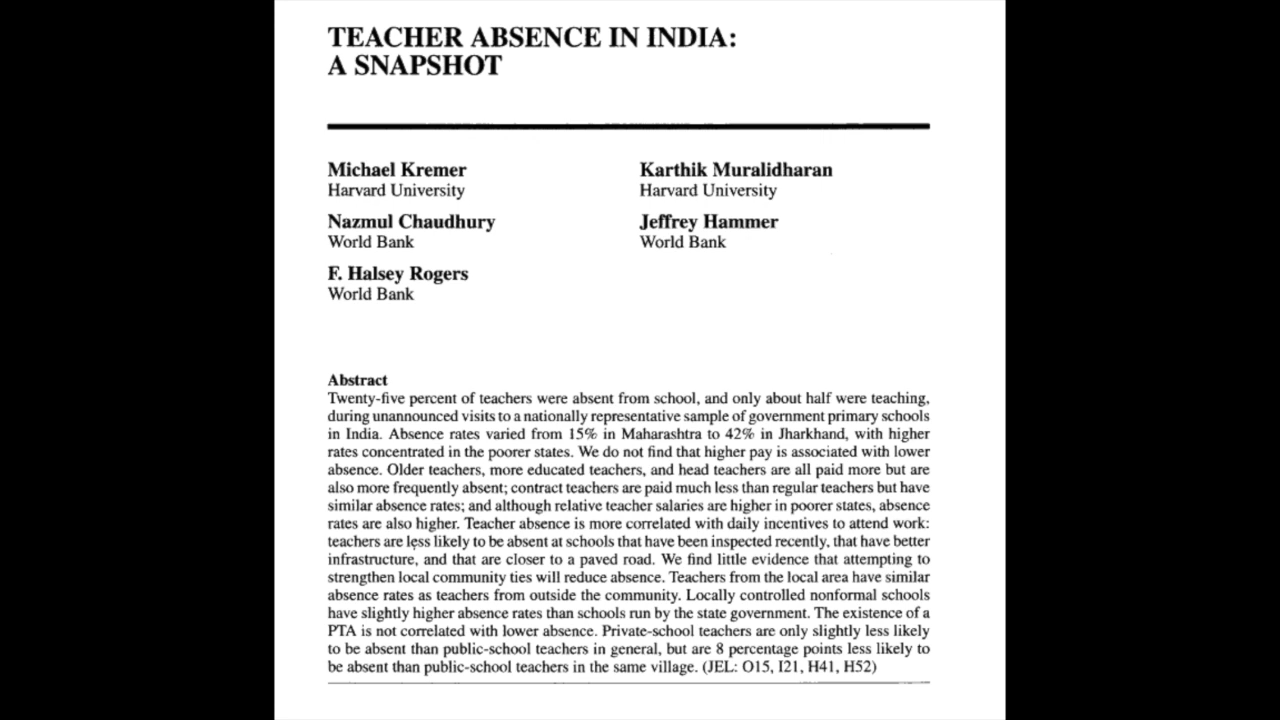 TEACHER ABSENCE IN INDIA:
A SNAPSHOT
Michael Kremer
Harvard University
Karthik Muralidharan
Harvard University
Nazmul Chaudhury
World Bank
Jeffrey Hammer
World Bank
F. Halsey Rogers
World Bank
Abstract
Twenty-five percent of teachers were absent from school, and only about half were teaching,
during unannounced visits to a nationally representative sample of government primary schools
in India. Absence rates varied from 15% in Maharashtra to 42% in Jharkhand, with higher
rates concentrated in the poorer states. We do not find that higher pay is associated with lower
absence. Older teachers, more educated teachers, and head teachers are all paid more but are
also more frequently absent; contract teachers are paid much less than regular teachers but have
similar absence rates; and although relative teacher salaries are higher in poorer states, absence
rates are also higher. Teacher absence is more correlated with daily incentives to attend work:
teachers are less likely to be absent at schools that have been inspected recently, that have better
infrastructure, and that are closer to a paved road. We find little evidence that attempting to
strengthen local community ties will reduce absence. Teachers from the local area have similar
absence rates as teachers from outside the community. Locally controlled nonformal schools
have slightly higher absence rates than schools run by the state government. The existence of a
PTA is not correlated with lower absence. Private-school teachers are only slightly less likely
to be absent than public-school teachers in general, but are 8 percentage points less likely to
be absent than public-school teachers in the same village. (JEL: O15, I21, H41, H52)